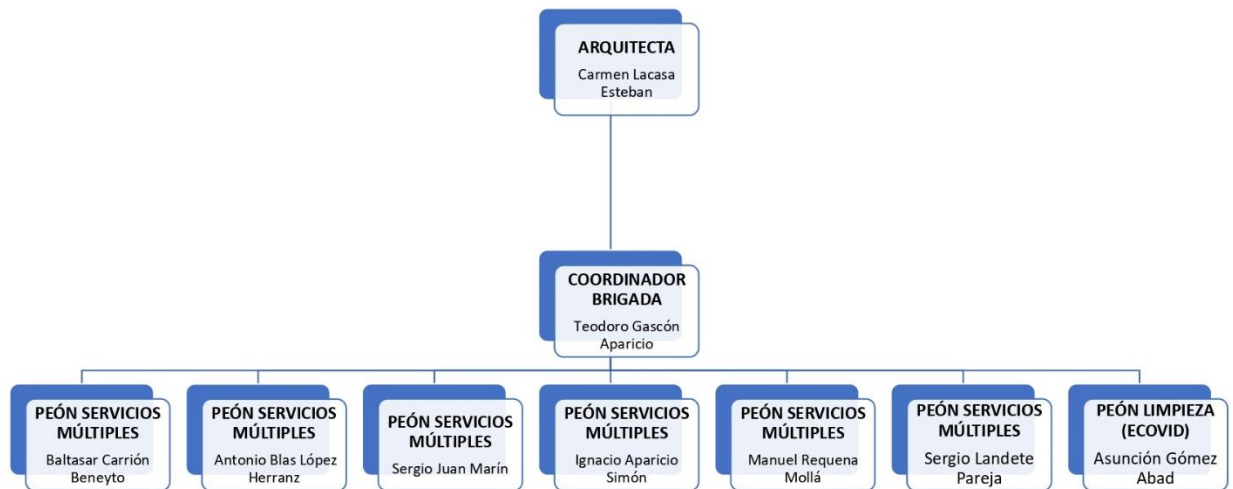 ARQUITECTA
Carmen Lacasa
Esteban
COORDINADOR
BRIGADA
Teodoro Gascón
Aparicio
PEÓN SERVICIOS
MÚLTIPLES
Baltasar Carrión
Beneyto
PEÓN SERVICIOS
MÚLTIPLES
Antonio Blas López
Herranz
PEÓN SERVICIOS
MÚLTIPLES
Sergio Juan Marín
PEÓN SERVICIOS
MÚLTIPLES
Ignacio Aparicio
Simón
PEÓN SERVICIOS
MÚLTIPLES
Manuel Requena
Mollá
PEÓN SERVICIOS
MÚLTIPLES
Sergio Landete
Pareja
PEÓN LIMPIEZA
(ECOVID)
Asunción Gómez
Abad